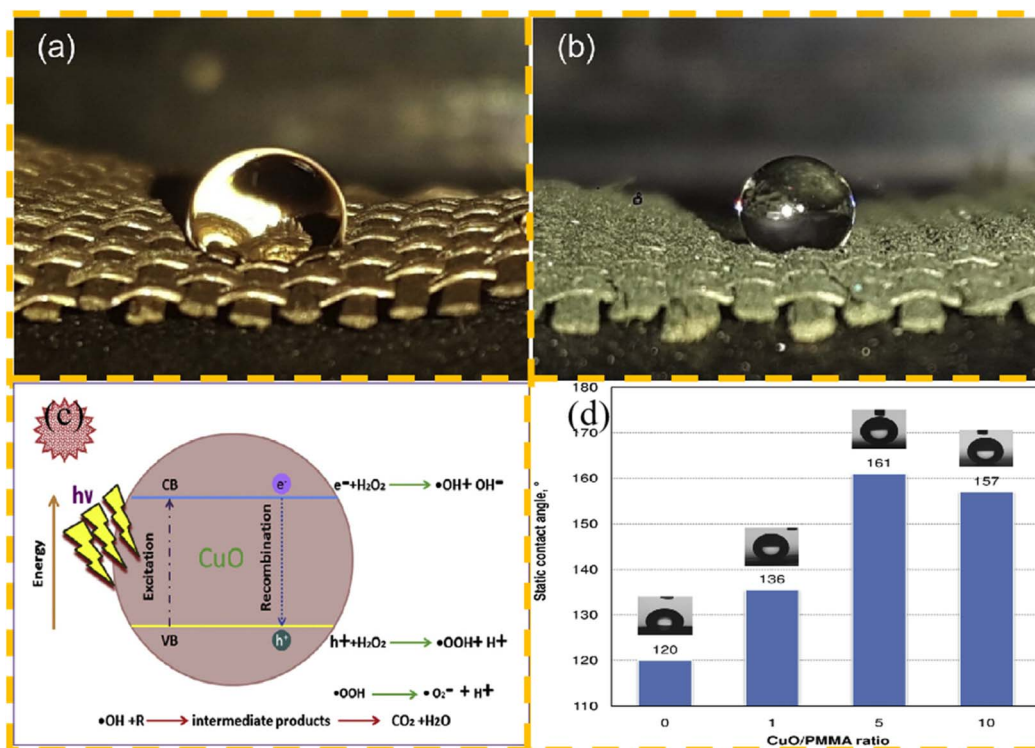 (a)
(b)
(c)
hν
Energy
CB
Excitation
VB
CuO
Recombination
e⁻
h⁺
e⁻+H₂O₂ → •OH+ OH⁻
h⁺+H₂O₂ → •OOH+ H⁺
•OOH → • O₂⁻ + H⁺
•OH +R → intermediate products → CO₂ +H₂O
(d)
Static contact angle,°
180
170
160
150
140
130
120
110
120
136
161
157
0 1 5 10
CuO/PMMA ratio